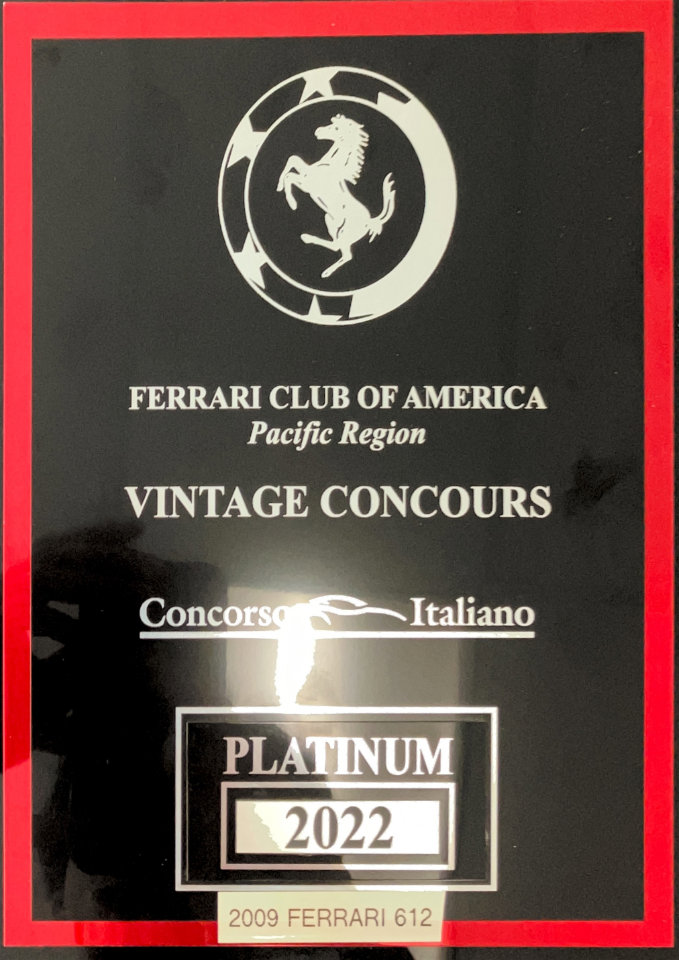 FERRARI CLUB OF AMERICA
Pacific Region
VINTAGE CONCOURS
Concorso Italiano
PLATINUM
2022
2009 FERRARI 612